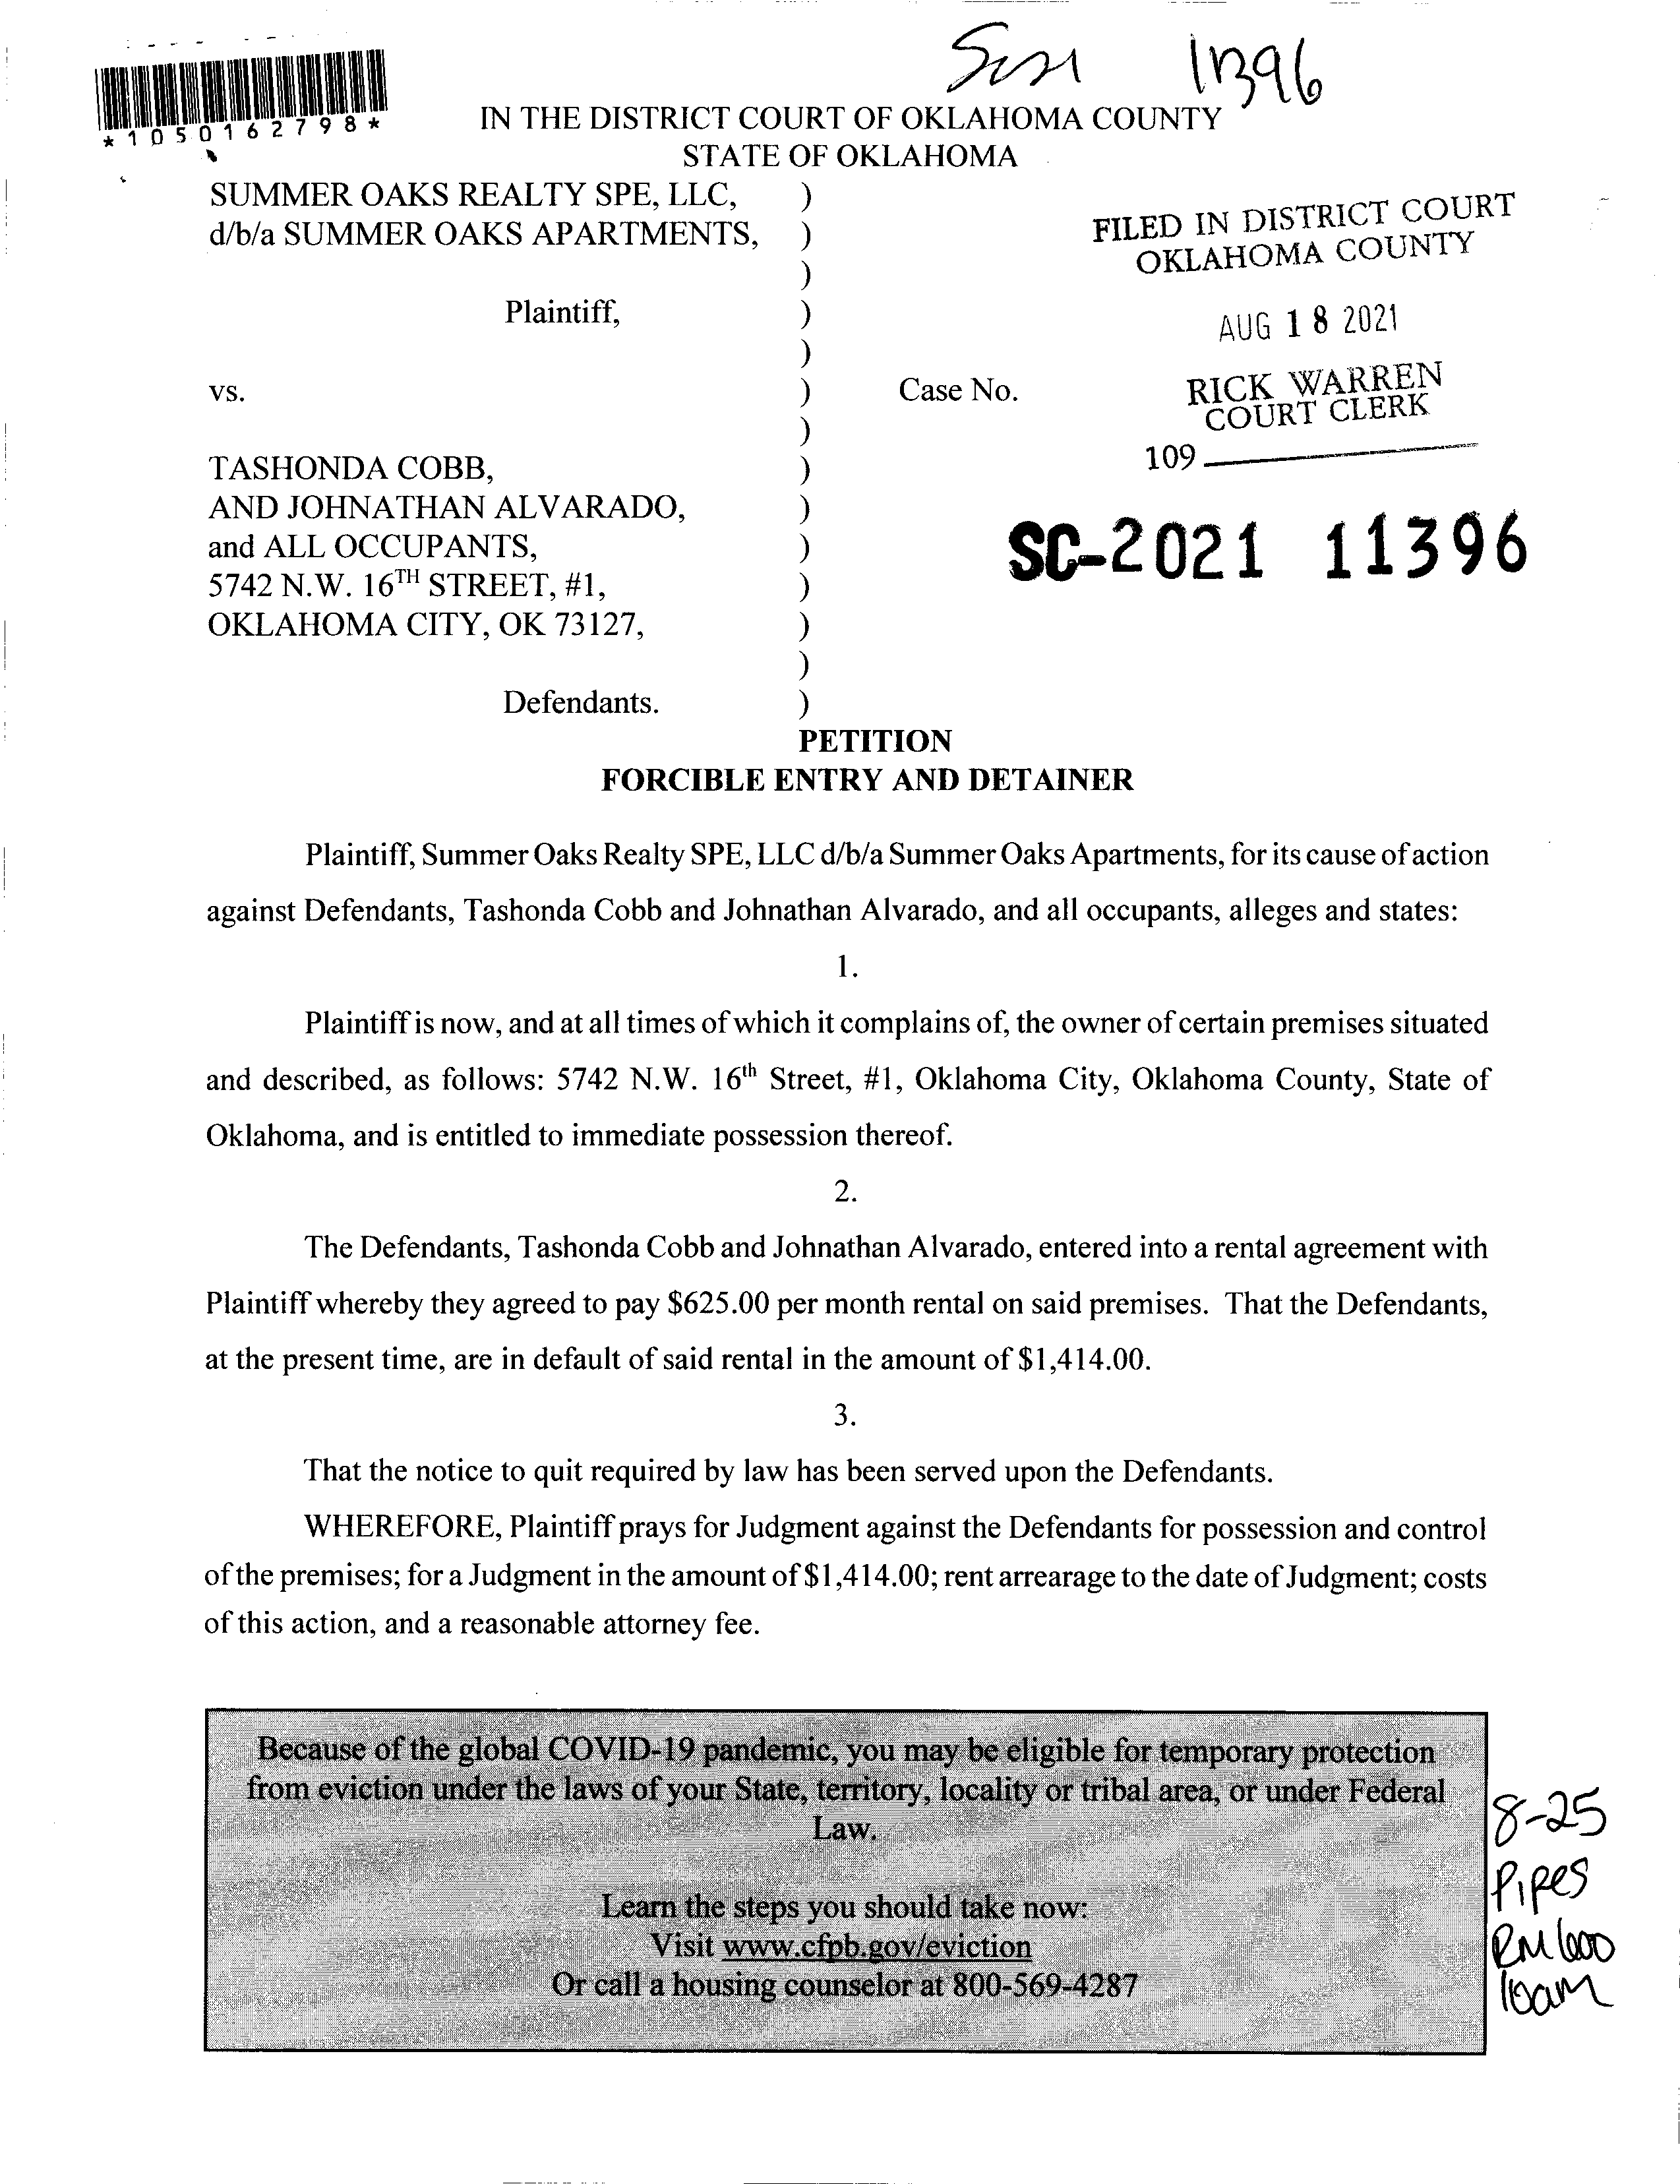 11396
*1050162798*
IN THE DISTRICT COURT OF OKLAHOMA COUNTY
STATE OF OKLAHOMA
SUMMER OAKS REALTY SPE, LLC, )
d/b/a SUMMER OAKS APARTMENTS, )
)
Plaintiff, )
)
vs. )
)
TASHONDA COBB, )
AND JOHNATHAN ALVARADO, )
and ALL OCCUPANTS, )
5742 N.W. 16TH STREET, #1, )
OKLAHOMA CITY, OK 73127, )
)
Defendants. )
FILED IN DISTRICT COURT
OKLAHOMA COUNTY
AUG 18 2021
Case No.
RICK WARREN
COURT CLERK
109
SC-2021 11396
PETITION
FORCIBLE ENTRY AND DETAINER
Plaintiff, Summer Oaks Realty SPE, LLC d/b/a Summer Oaks Apartments, for its cause of action
against Defendants, Tashonda Cobb and Johnathan Alvarado, and all occupants, alleges and states:
1.
Plaintiff is now, and at all times of which it complains of, the owner of certain premises situated
and described, as follows: 5742 N.W. 16th Street, #1, Oklahoma City, Oklahoma County, State of
Oklahoma, and is entitled to immediate possession thereof.
2.
The Defendants, Tashonda Cobb and Johnathan Alvarado, entered into a rental agreement with
Plaintiff whereby they agreed to pay $625.00 per month rental on said premises. That the Defendants,
at the present time, are in default of said rental in the amount of $1,414.00.
3.
That the notice to quit required by law has been served upon the Defendants.
WHEREFORE, Plaintiff prays for Judgment against the Defendants for possession and control
of the premises; for a Judgment in the amount of $1,414.00; rent arrearage to the date of Judgment; costs
of this action, and a reasonable attorney fee.
Because of the global COVID-19 pandemic, you may be eligible for temporary protection
from eviction under the laws of your State, territory, locality or tribal area, or under Federal
Law.
Learn the steps you should take now:
Visit www.cfpb.gov/eviction
Or call a housing counselor at 800-569-4287
8-25
Pipes
RM 600
10am